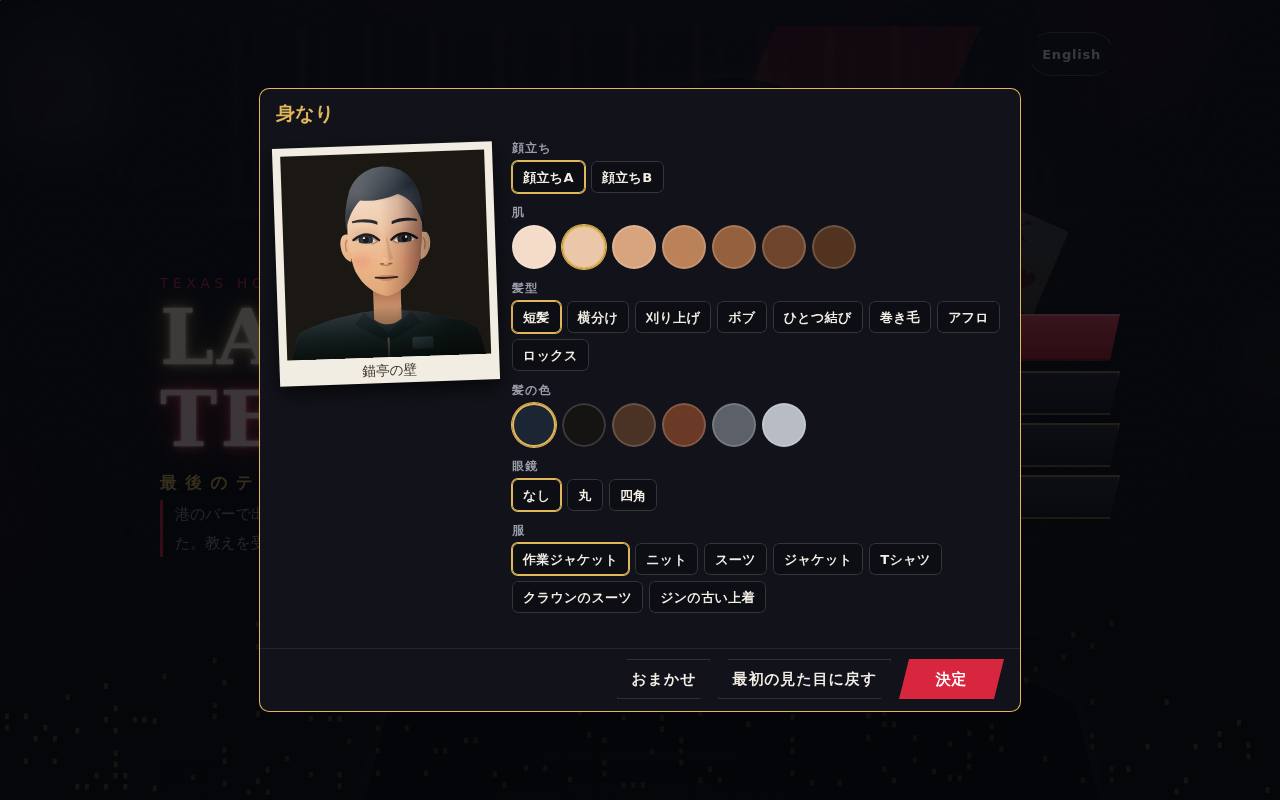 English
身なり
顔立ち
顔立ちA 顔立ちB
肌
髪型
短髪 横分け 刈り上げ ボブ ひとつ結び 巻き毛 アフロ
ロックス
髪の色
眼鏡
なし 丸 四角
服
作業ジャケット ニット スーツ ジャケット Tシャツ
クラウンのスーツ ジンの古い上着
錨亭の壁
おまかせ 最初の見た目に戻す 決定
TEXAS HO
LA
TE
最後のテ
港のバーで出
た。教えを受